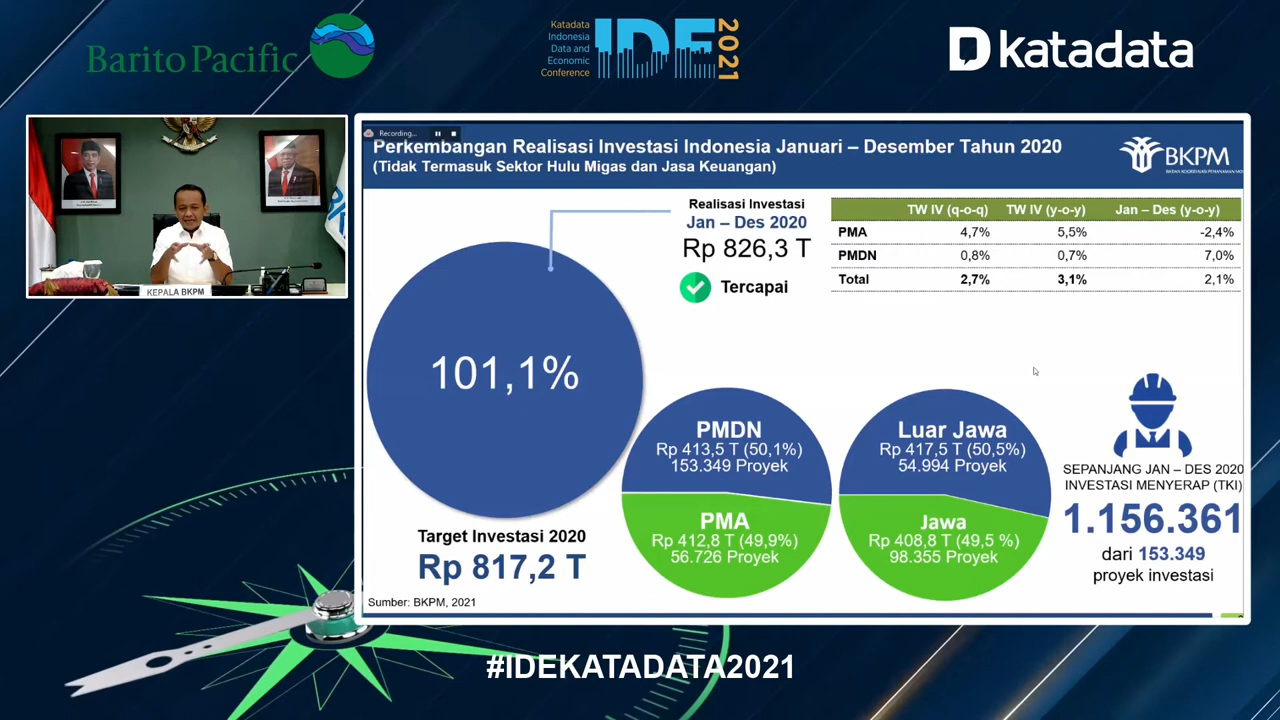 Barito Pacific
Katadata
Indonesia
Data and
Economic
Conference
IDE
2021
katadata
KEPALA BKPM
Recording...
Perkembangan Realisasi Investasi Indonesia Januari – Desember Tahun 2020
(Tidak Termasuk Sektor Hulu Migas dan Jasa Keuangan)
BKPM
Realisasi Investasi
Jan – Des 2020
Rp 826,3 T
Tercapai
TW IV (q-o-q) TW IV (y-o-y) Jan – Des (y-o-y)
PMA 4,7% 5,5% -2,4%
PMDN 0,8% 0,7% 7,0%
Total 2,7% 3,1% 2,1%
101,1%
Target Investasi 2020
Rp 817,2 T
PMDN
Rp 413,5 T (50,1%)
153.349 Proyek
PMA
Rp 412,8 T (49,9%)
56.726 Proyek
Luar Jawa
Rp 417,5 T (50,5%)
54.994 Proyek
Jawa
Rp 408,8 T (49,5 %)
98.355 Proyek
SEPANJANG JAN – DES 2020
INVESTASI MENYERAP (TKI)
1.156.361
dari 153.349
proyek investasi
Sumber: BKPM, 2021
#IDEKATADATA2021